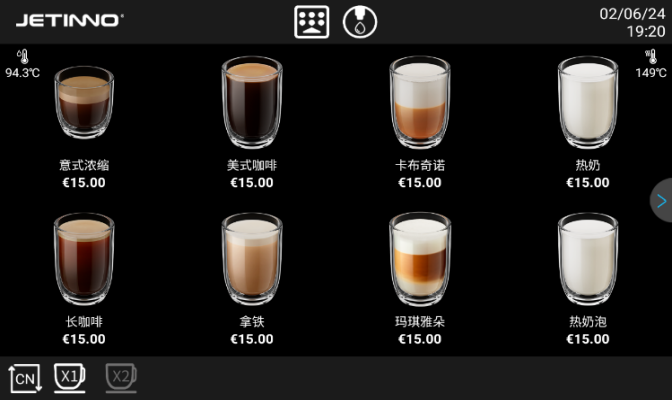 JETINNO
02/06/24
19:20
94.3℃
149℃
意式浓缩
€15.00
美式咖啡
€15.00
卡布奇诺
€15.00
热奶
€15.00
长咖啡
€15.00
拿铁
€15.00
玛琪雅朵
€15.00
热奶泡
€15.00
CN
X1
X2